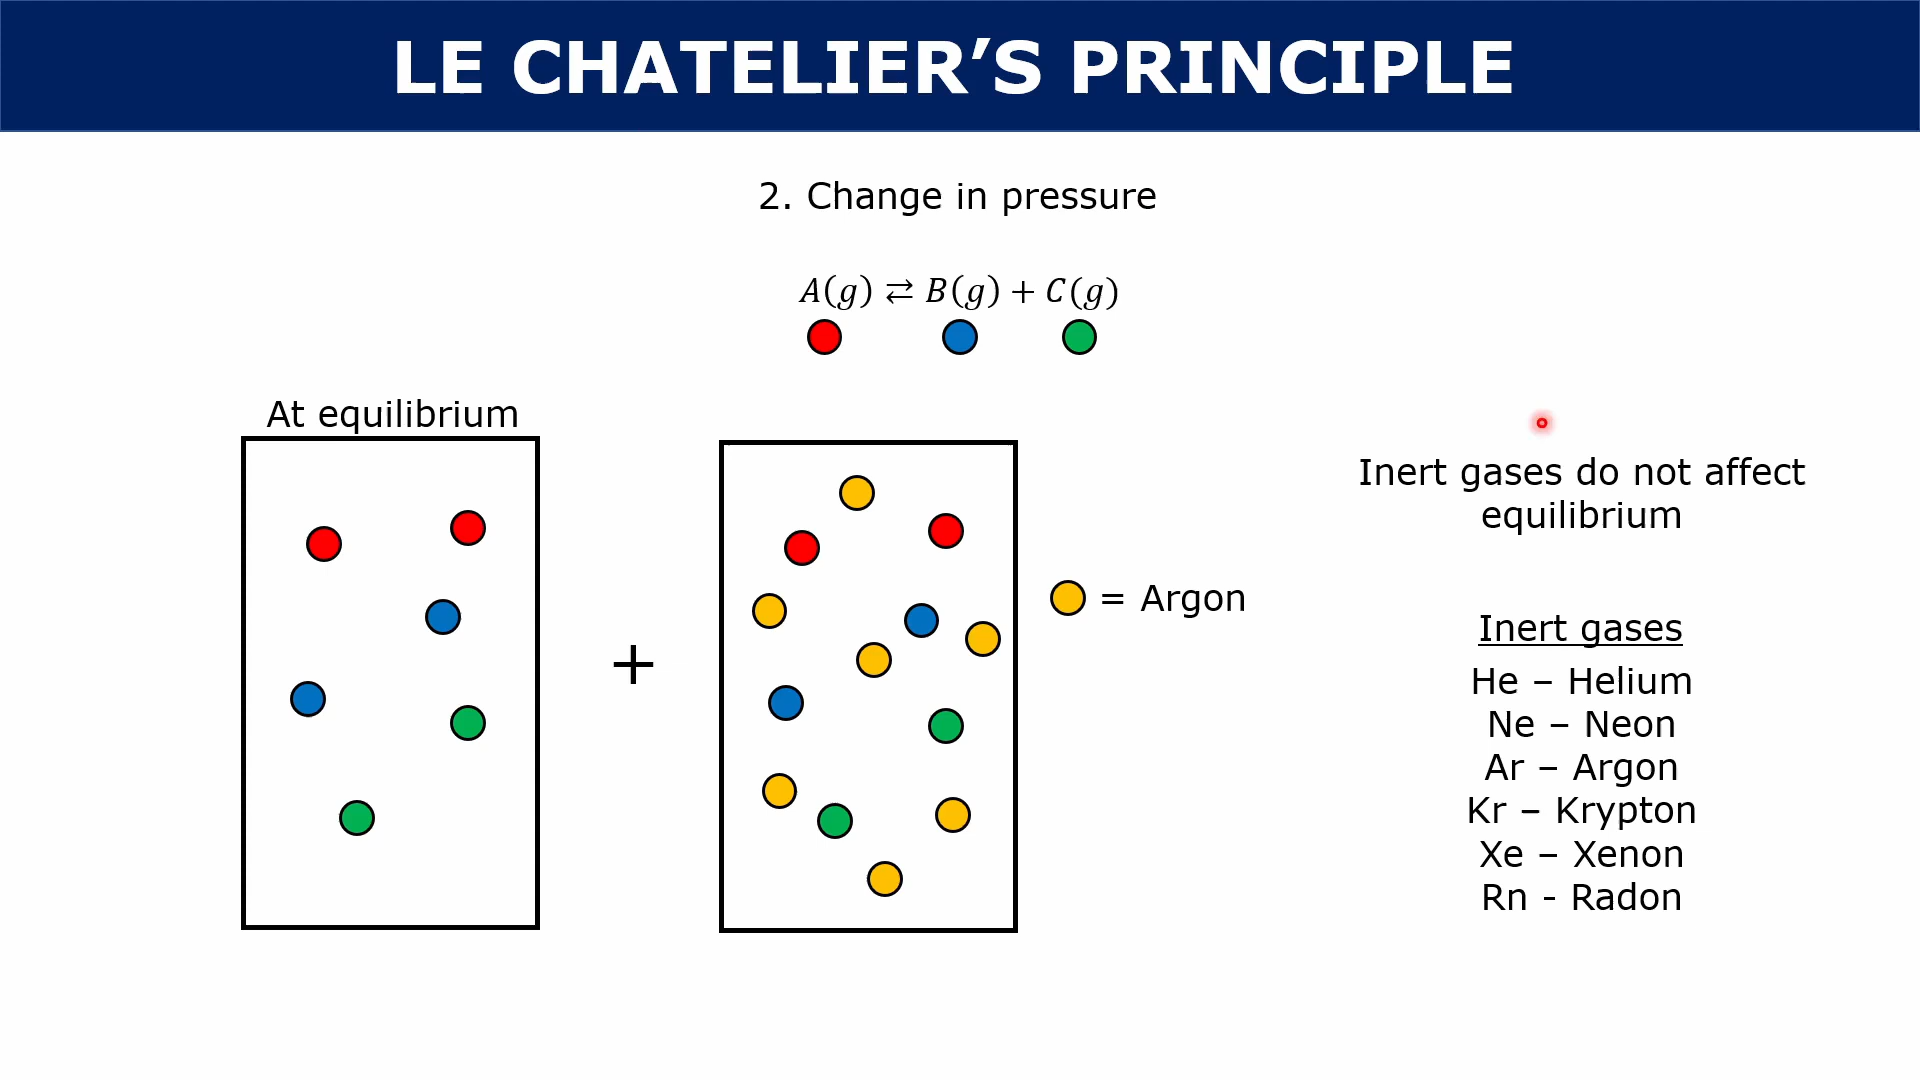 LE CHATELIER’S PRINCIPLE
2. Change in pressure
A(g) ⇄ B(g) + C(g)
At equilibrium
+
= Argon
Inert gases do not affect
equilibrium
Inert gases
He – Helium
Ne – Neon
Ar – Argon
Kr – Krypton
Xe – Xenon
Rn - Radon